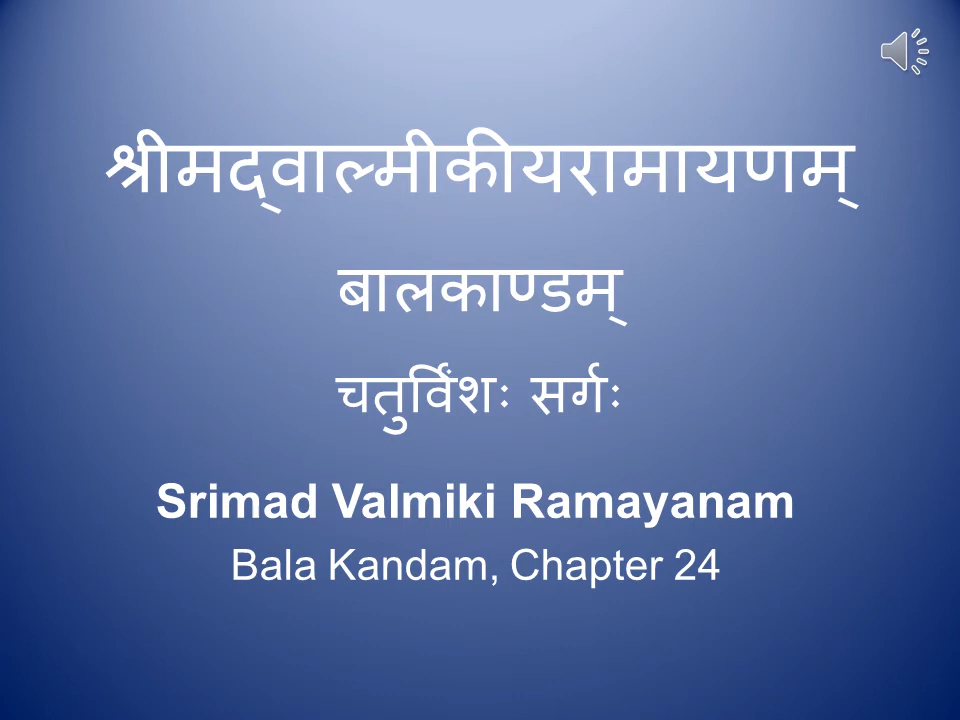 श्रीमद्वाल्मीकीयरामायणम्
बालकाण्डम्
चतुर्विंशः सर्गः
Srimad Valmiki Ramayanam
Bala Kandam, Chapter 24